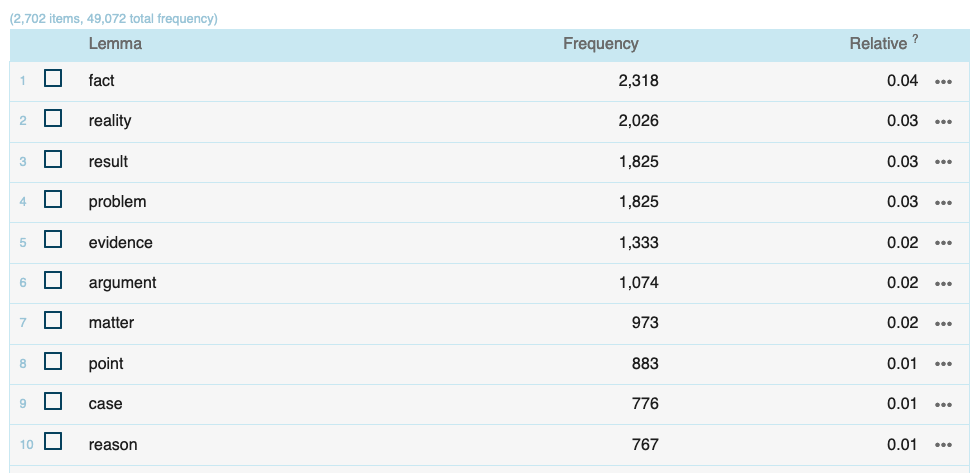 (2,702 items, 49,072 total frequency)
Lemma Frequency Relative ?
1 fact 2,318 0.04 •••
2 reality 2,026 0.03 •••
3 result 1,825 0.03 •••
4 problem 1,825 0.03 •••
5 evidence 1,333 0.02 •••
6 argument 1,074 0.02 •••
7 matter 973 0.02 •••
8 point 883 0.01 •••
9 case 776 0.01 •••
10 reason 767 0.01 •••